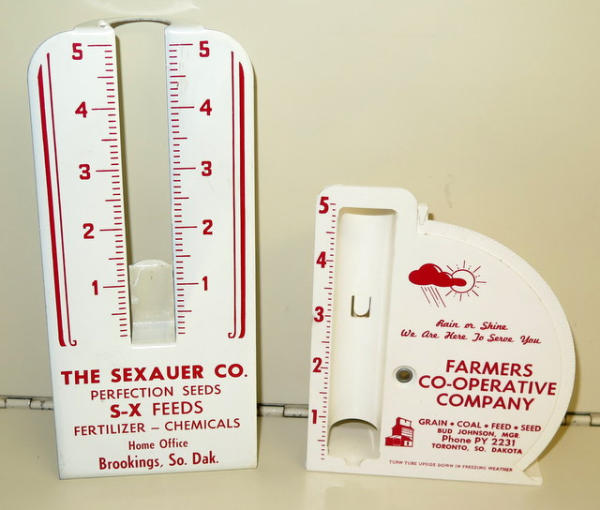 5 5
4 4
3 3
2 2
1 1
THE SEXAUER CO.
PERFECTION SEEDS
S-X FEEDS
FERTILIZER - CHEMICALS
Home Office
Brookings, So. Dak.
5
4
3
2
1
Rain or Shine
We Are Here To Serve You
FARMERS
CO-OPERATIVE
COMPANY
GRAIN • COAL • FEED • SEED
BUD JOHNSON, MGR.
Phone PY 2231
TORONTO, SO. DAKOTA
TURN TUBE UPSIDE DOWN IN FREEZING WEATHER